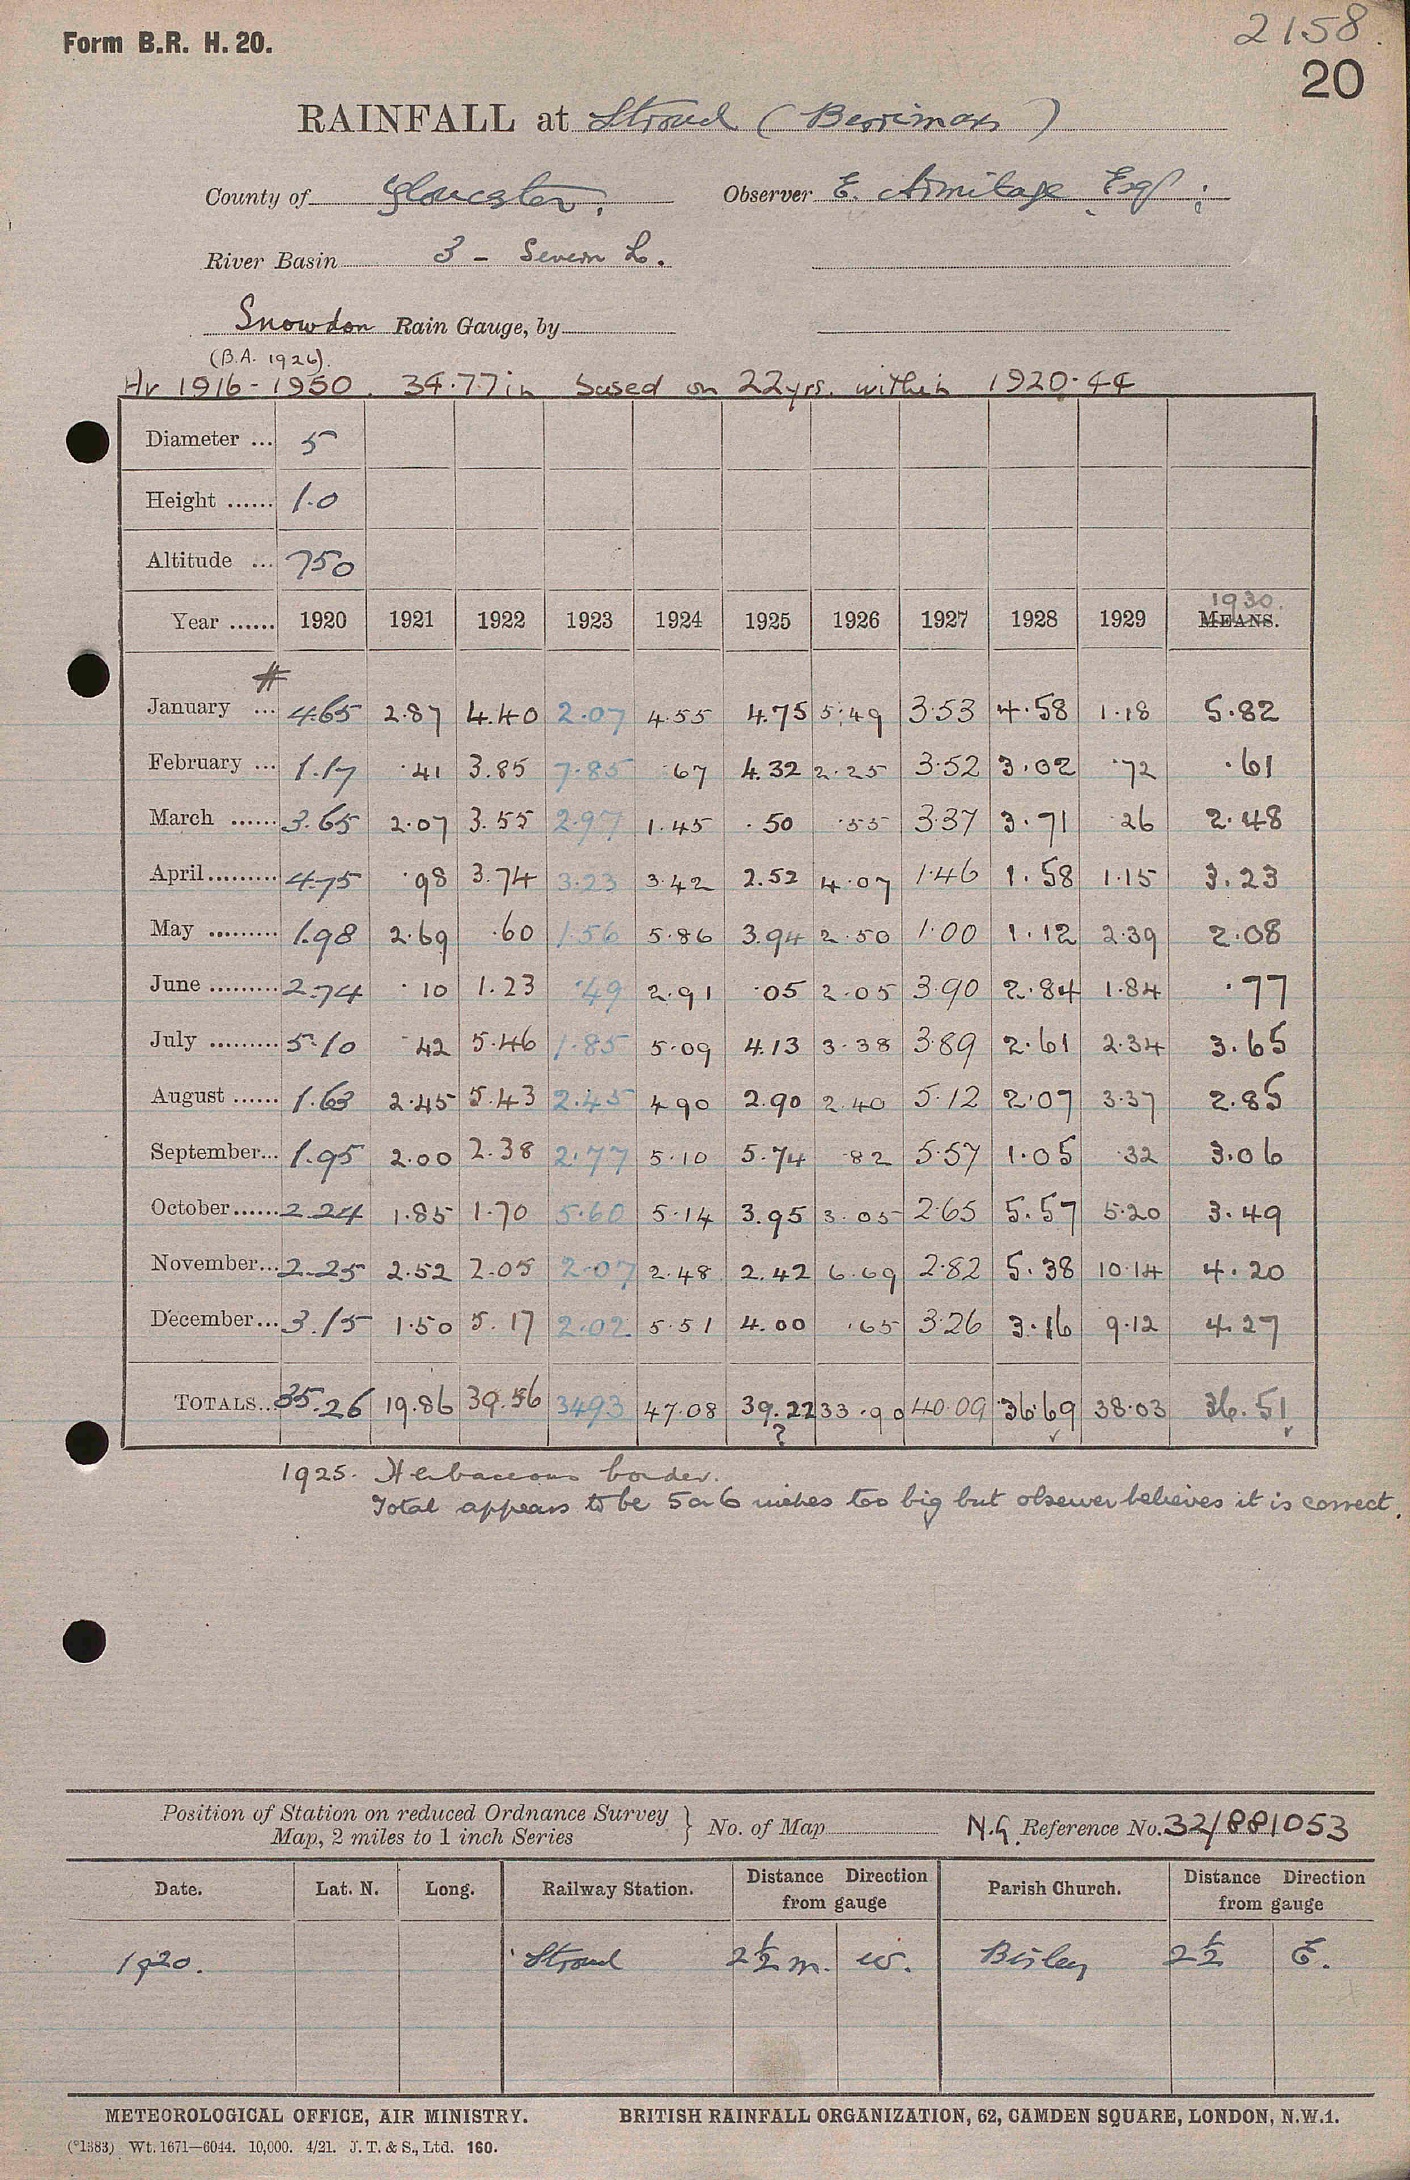 Form B.R. H. 20.
2158.
20
RAINFALL at Stroud (Berrimans)
County of Gloucester. Observer E. Armitage, Esq;
River Basin 3 - Severn L.
Snowdon Rain Gauge, by
(B.A. 1926).
Av 1916-1950. 34.77in based on 22yrs. within 1920-44
Diameter ... 5
Height ...... 1.0
Altitude ... 750
1930.
Year ...... 1920 1921 1922 1923 1924 1925 1926 1927 1928 1929 MEANS.
#
January ... 4.65 2.87 4.40 2.07 4.55 4.75 5.49 3.53 4.58 1.18 5.82
February ... 1.17 .41 3.85 7.85 .67 4.32 2.25 3.52 3.02 .72 .61
March ...... 3.65 2.07 3.55 2.97 1.45 .50 .55 3.37 3.71 .26 2.48
April ......... 4.75 .98 3.74 3.23 3.42 2.52 4.07 1.46 1.58 1.15 3.23
May ......... 1.98 2.69 .60 1.56 5.86 3.94 2.50 1.00 1.12 2.39 2.08
June ......... 2.74 .10 1.23 .49 2.91 .05 2.05 3.90 2.84 1.84 .77
July ......... 5.10 .42 5.46 1.85 5.09 4.13 3.38 3.89 2.61 2.34 3.65
August ...... 1.63 2.45 5.43 2.45 4.90 2.90 2.40 5.12 2.07 3.37 2.85
September... 1.95 2.00 2.38 2.77 5.10 5.74 .82 5.57 1.05 .32 3.06
October ...... 2.24 1.85 1.70 5.60 5.14 3.95 3.05 2.65 5.57 5.20 3.49
November... 2.25 2.52 2.05 2.07 2.48 2.42 6.69 2.82 5.38 10.14 4.20
December... 3.15 1.50 5.17 2.02 5.51 4.00 .65 3.26 3.16 9.12 4.27
TOTALS... 35.26 19.86 39.56 3493 47.08 39.22 33.90 40.09 36.69 38.03 36.51
?
1925. Herbaceous border.
Total appears to be 5 or 6 inches too big but observer believes it is correct.
Position of Station on reduced Ordnance Survey Map, 2 miles to 1 inch Series } No. of Map N.G. Reference No. 32/881053
Date. Lat. N. Long. Railway Station. Distance Direction from gauge Parish Church. Distance Direction from gauge
1920. Stroud 2½ m. W. Bisley 2½ E.
METEOROLOGICAL OFFICE, AIR MINISTRY. BRITISH RAINFALL ORGANIZATION, 62, CAMDEN SQUARE, LONDON, N.W.1.
(*1383) Wt. 1671—6044. 10,000. 4/21. J. T. & S., Ltd. 160.